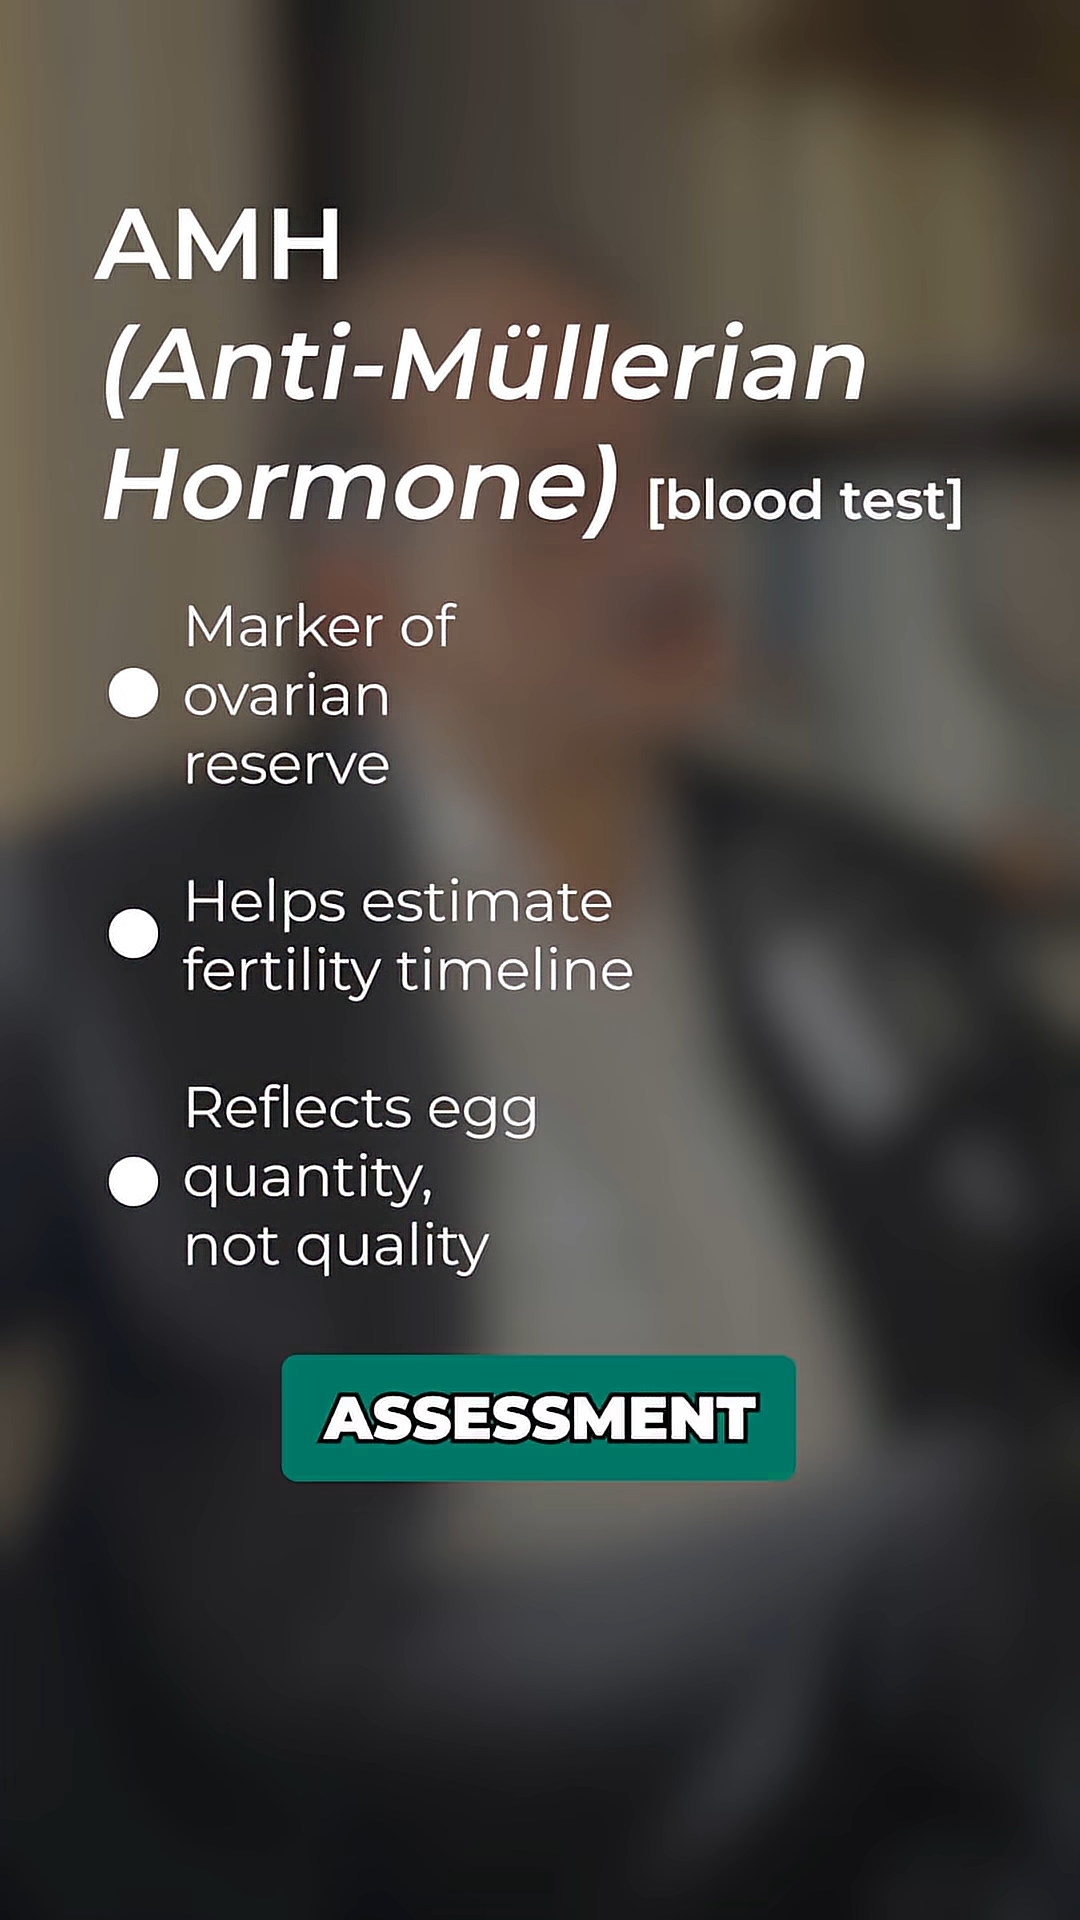 AMH
(Anti-Müllerian
Hormone) [blood test]
Marker of
ovarian
reserve
Helps estimate
fertility timeline
Reflects egg
quantity,
not quality
ASSESSMENT